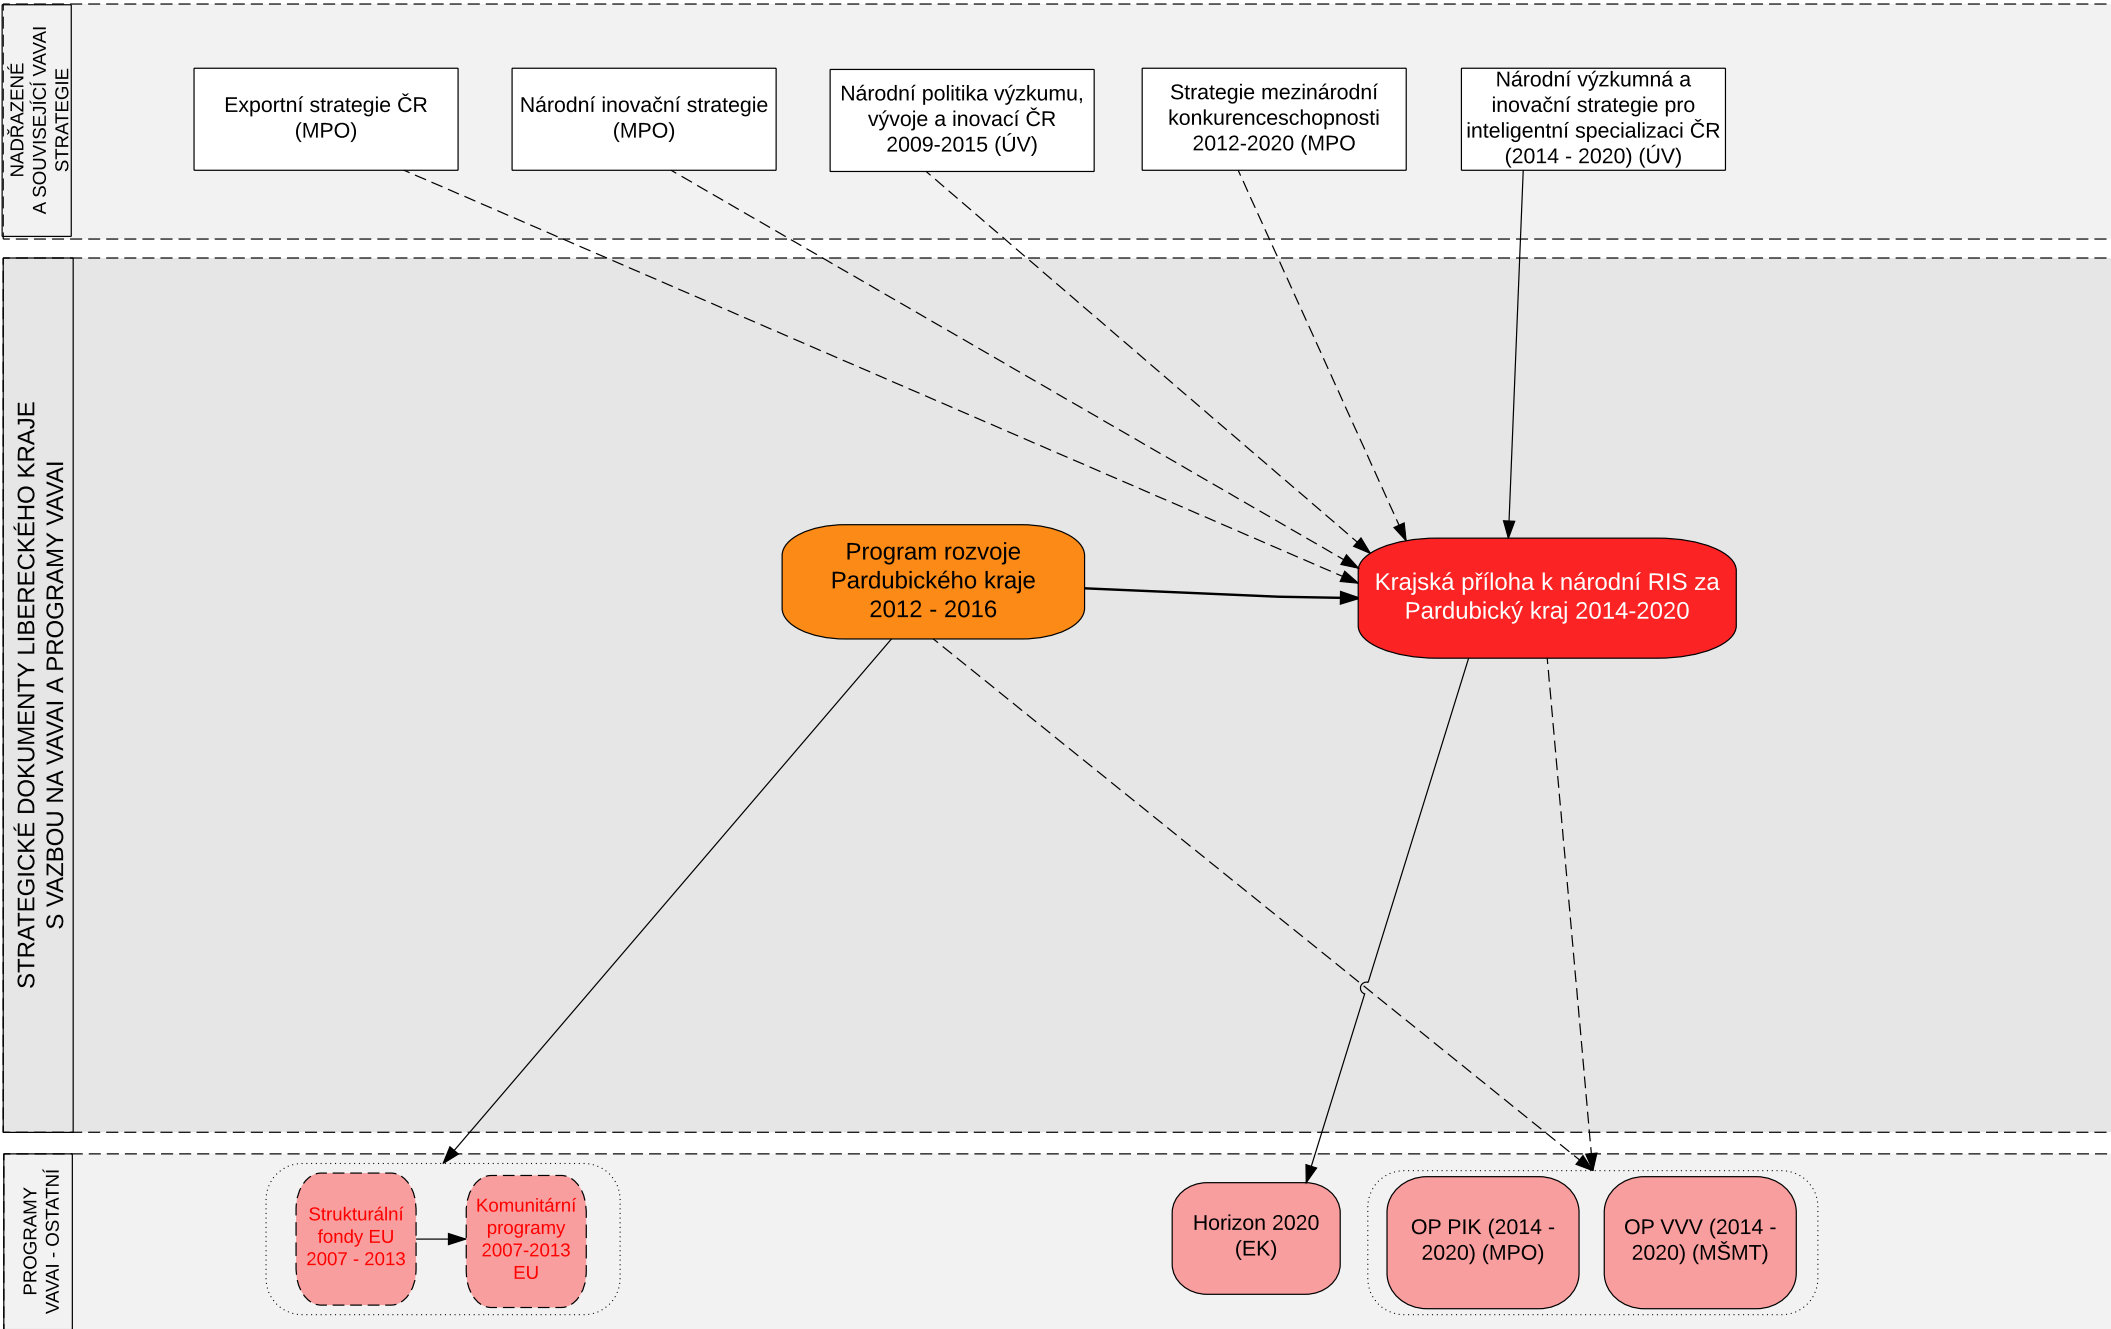 NADŘAZENÉ
A SOUVISEJÍCÍ VAVAI
STRATEGIE
Exportní strategie ČR
(MPO)
Národní inovační strategie
(MPO)
Národní politika výzkumu,
vývoje a inovací ČR
2009-2015 (ÚV)
Strategie mezinárodní
konkurenceschopnosti
2012-2020 (MPO
Národní výzkumná a
inovační strategie pro
inteligentní specializaci ČR
(2014 - 2020) (ÚV)
STRATEGICKÉ DOKUMENTY LIBERECKÉHO KRAJE
S VAZBOU NA VAVAI A PROGRAMY VAVAI
Program rozvoje
Pardubického kraje
2012 - 2016
Krajská příloha k národní RIS za
Pardubický kraj 2014-2020
PROGRAMY
VAVAI - OSTATNÍ
Strukturální
fondy EU
2007 - 2013
Komunitární
programy
2007-2013
EU
Horizon 2020
(EK)
OP PIK (2014 -
2020) (MPO)
OP VVV (2014 -
2020) (MŠMT)